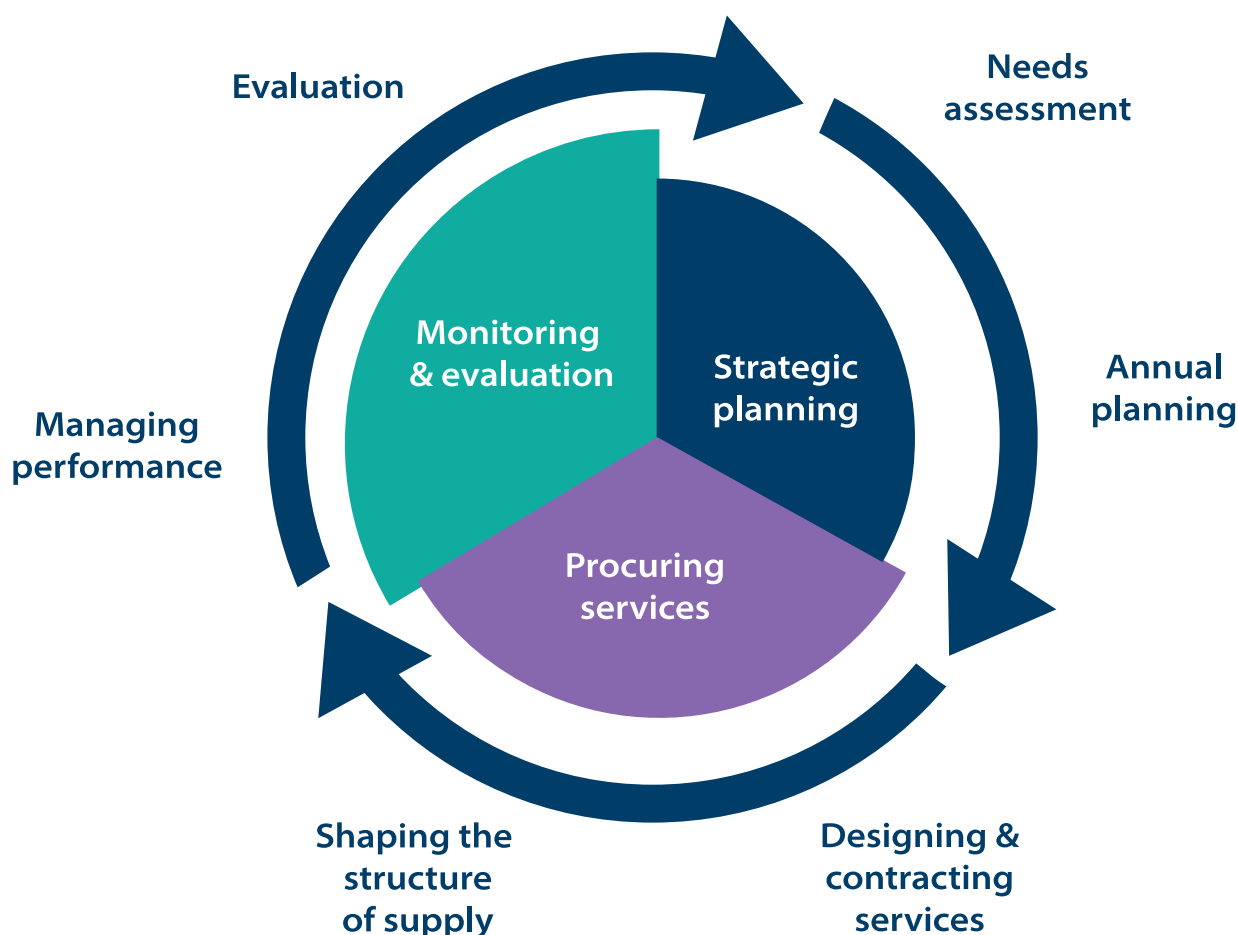 Evaluation
Needs
assessment
Monitoring
& evaluation
Strategic
planning
Annual
planning
Managing
performance
Procuring
services
Shaping the
structure
of supply
Designing &
contracting
services